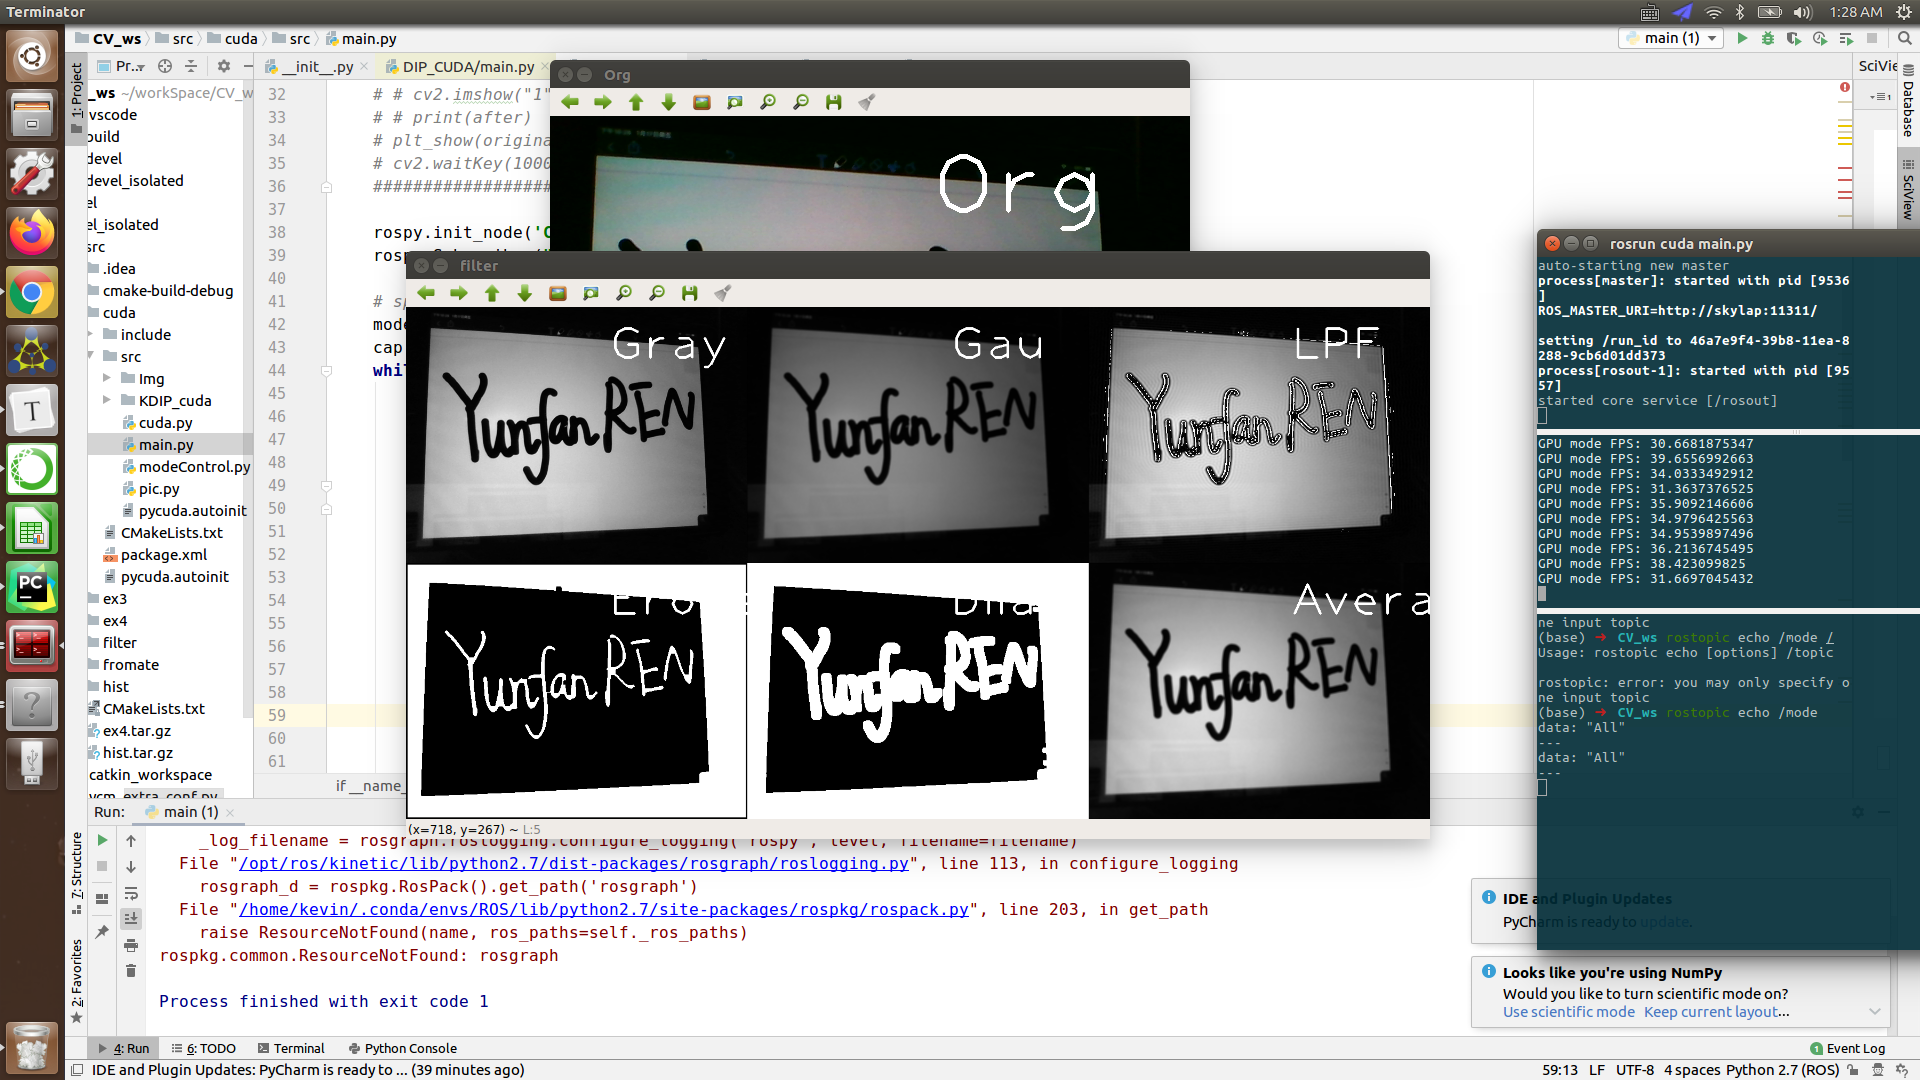 Terminator
1:28 AM
CV_ws
src
cuda
src
main.py
main (1)
Pr..
__init__.py
DIP_CUDA/main.py
SciVie
1: Project
_ws ~/workSpace/CV_w
vscode
build
devel
devel_isolated
el
el_isolated
src
.idea
cmake-build-debug
cuda
include
src
Img
KDIP_cuda
cuda.py
main.py
modeControl.py
pic.py
pycuda.autoinit
CMakeLists.txt
package.xml
pycuda.autoinit
ex3
ex4
filter
fromate
hist
CMakeLists.txt
ex4.tar.gz
hist.tar.gz
catkin_workspace
32 # # cv2.imshow("1"
33 # # print(after)
34 # plt_show(origina
35 # cv2.waitKey(1000
36 ##################
37
38 rospy.init_node('C
39 rosp
40
41 # s
42 mode
43 cap
44 whil
45
46
47
48
49
50
51
52
53
54
55
56
57
58
59
60
61
if __name_
Org
Org
filter
Gray
Gau
LPF
Yunfan REN
Yunfan REN
Yunfan REN
Ero
Dila
Avera
Yunfan REN
Yunfan REN
Yunfan REN
(x=718, y=267) ~ L:5
Database
SciView
rosrun cuda main.py
auto-starting new master
process[master]: started with pid [9536
]
ROS_MASTER_URI=http://skylap:11311/
setting /run_id to 46a7e9f4-39b8-11ea-8
288-9cb6d01dd373
process[rosout-1]: started with pid [95
57]
started core service [/rosout]
GPU mode FPS: 30.6681875347
GPU mode FPS: 39.6556992663
GPU mode FPS: 34.0333492912
GPU mode FPS: 31.3637376525
GPU mode FPS: 35.9092146606
GPU mode FPS: 34.9796425563
GPU mode FPS: 34.9539897496
GPU mode FPS: 36.2136745495
GPU mode FPS: 38.423099825
GPU mode FPS: 31.6697045432
ne input topic
(base) ➜ CV_ws rostopic echo /mode /
Usage: rostopic echo [options] /topic
rostopic: error: you may only specify o
ne input topic
(base) ➜ CV_ws rostopic echo /mode
data: "All"
---
data: "All"
---
Run:
main (1)
_log_filename = rosgraph.roslogging.configure_logging('rospy', level, filename=filename)
File "/opt/ros/kinetic/lib/python2.7/dist-packages/rosgraph/roslogging.py", line 113, in configure_logging
rosgraph_d = rospkg.RosPack().get_path('rosgraph')
File "/home/kevin/.conda/envs/ROS/lib/python2.7/site-packages/rospkg/rospack.py", line 203, in get_path
raise ResourceNotFound(name, ros_paths=self._ros_paths)
rospkg.common.ResourceNotFound: rosgraph
Process finished with exit code 1
7: Structure
2: Favorites
IDE and Plugin Updates
PyCharm is ready to update.
Looks like you're using NumPy
Would you like to turn scientific mode on?
Use scientific mode Keep current layout...
4: Run
6: TODO
Terminal
Python Console
1 Event Log
IDE and Plugin Updates: PyCharm is ready to ... (39 minutes ago)
59:13 LF UTF-8 4 spaces Python 2.7 (ROS)